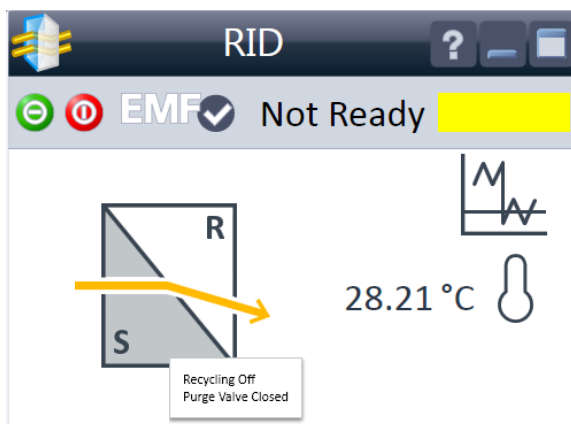 RID
?
EMF
Not Ready
R
28.21 °C
S
Recycling Off
Purge Valve Closed